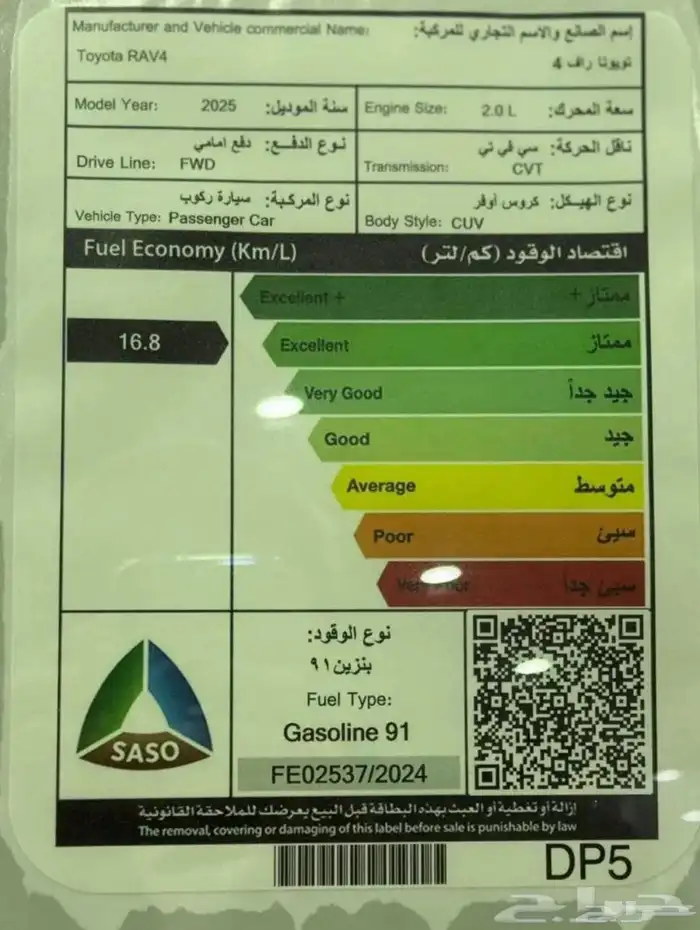 Manufacturer and Vehicle commercial Name: إسم الصانع والاسم التجاري للمركبة:
Toyota RAV4 تويوتا راف 4
Model Year: 2025 سنة الموديل: Engine Size: 2.0 L سعة المحرك:
نوع الدفع: دفع امامي ناقل الحركة: سي في تي
Drive Line: FWD Transmission: CVT
نوع المركبة: سيارة ركوب نوع الهيكل: كروس أوفر
Vehicle Type: Passenger Car Body Style: CUV
Fuel Economy (Km/L) اقتصاد الوقود (كم/لتر)
Excellent + ممتاز +
16.8 Excellent ممتاز
Very Good جيد جداً
Good جيد
Average متوسط
Poor سيئ
Very Poor سيئ جداً
نوع الوقود:
بنزين ٩١
Fuel Type:
Gasoline 91
SASO
FE02537/2024
إزالة أو تغطية أو العبث بهذه البطاقة قبل البيع يعرضك للملاحقة القانونية
The removal, covering or damaging of this label before sale is punishable by law
DP5
حراج